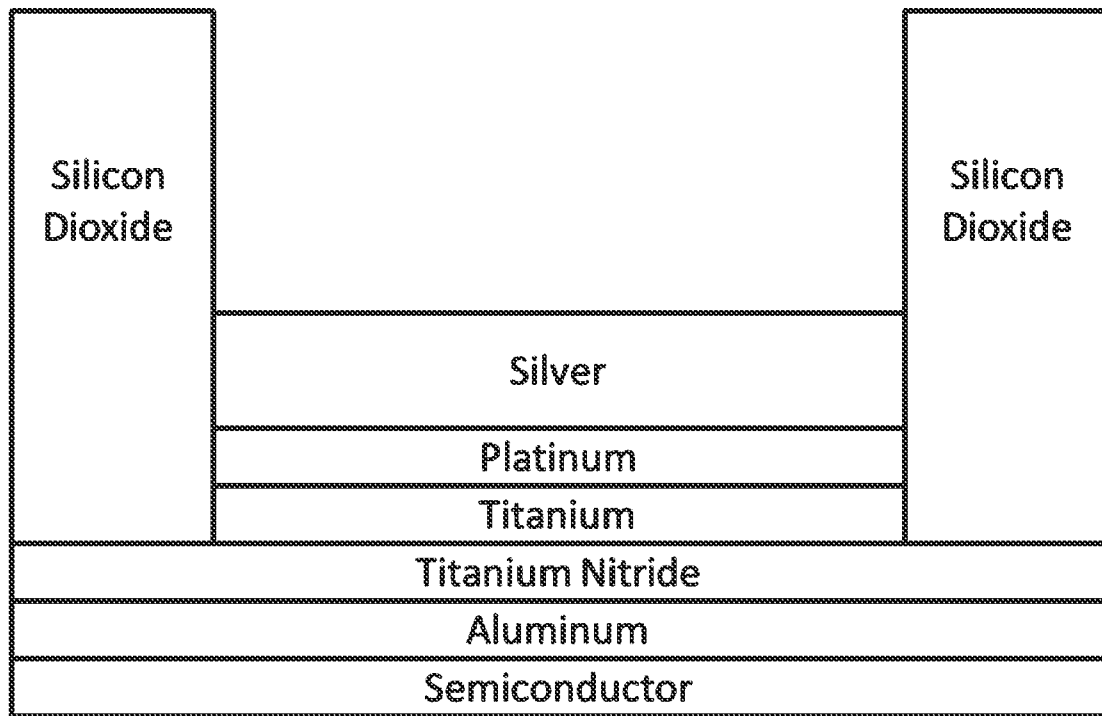 Silicon
Dioxide
Silicon
Dioxide
Silver
Platinum
Titanium
Titanium Nitride
Aluminum
Semiconductor